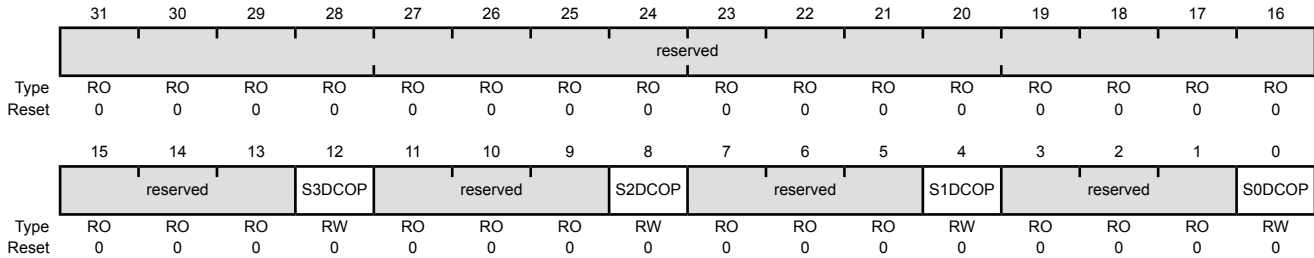 31 30 29 28 27 26 25 24 23 22 21 20 19 18 17 16
reserved
Type RO RO RO RO RO RO RO RO RO RO RO RO RO RO RO RO
Reset 0 0 0 0 0 0 0 0 0 0 0 0 0 0 0 0
15 14 13 12 11 10 9 8 7 6 5 4 3 2 1 0
reserved S3DCOP reserved S2DCOP reserved S1DCOP reserved S0DCOP
Type RO RO RO RW RO RO RO RW RO RO RO RW RO RO RO RW
Reset 0 0 0 0 0 0 0 0 0 0 0 0 0 0 0 0